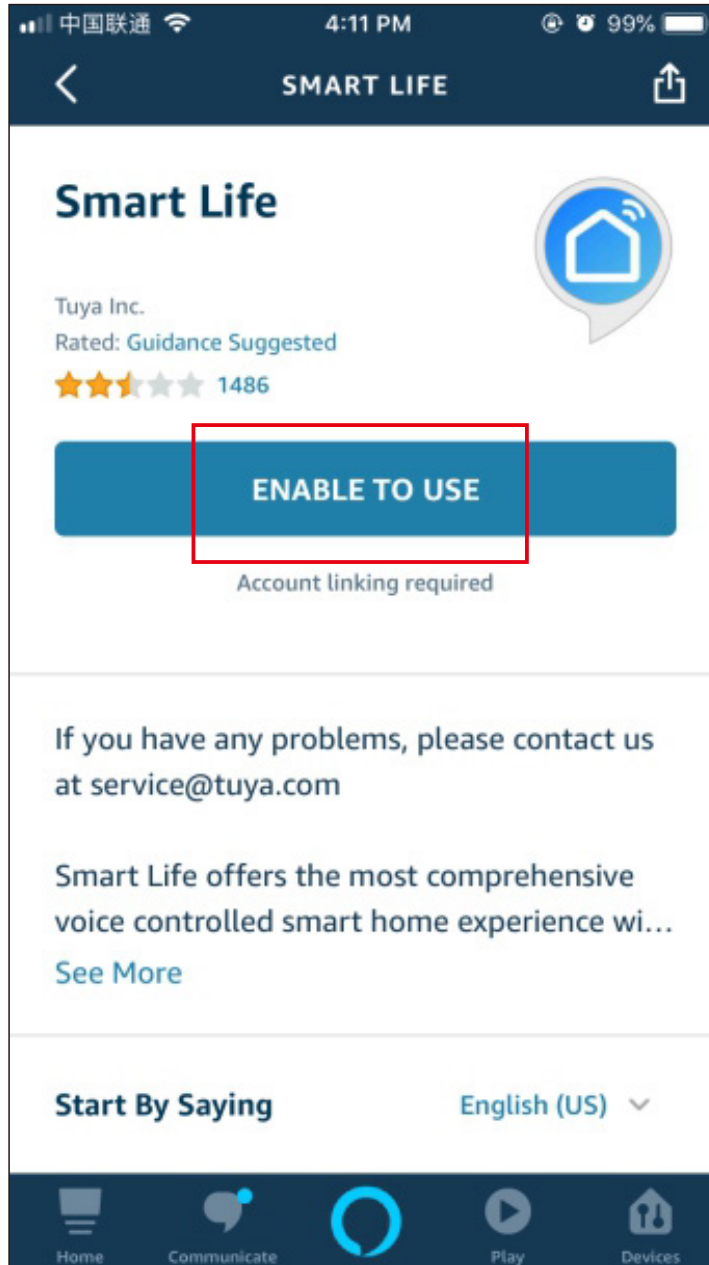 中国联通 4:11 PM 99%
SMART LIFE
Smart Life
Tuya Inc.
Rated: Guidance Suggested
1486
ENABLE TO USE
Account linking required
If you have any problems, please contact us
at service@tuya.com
Smart Life offers the most comprehensive
voice controlled smart home experience wi...
See More
Start By Saying English (US)
Home Communicate Play Devices